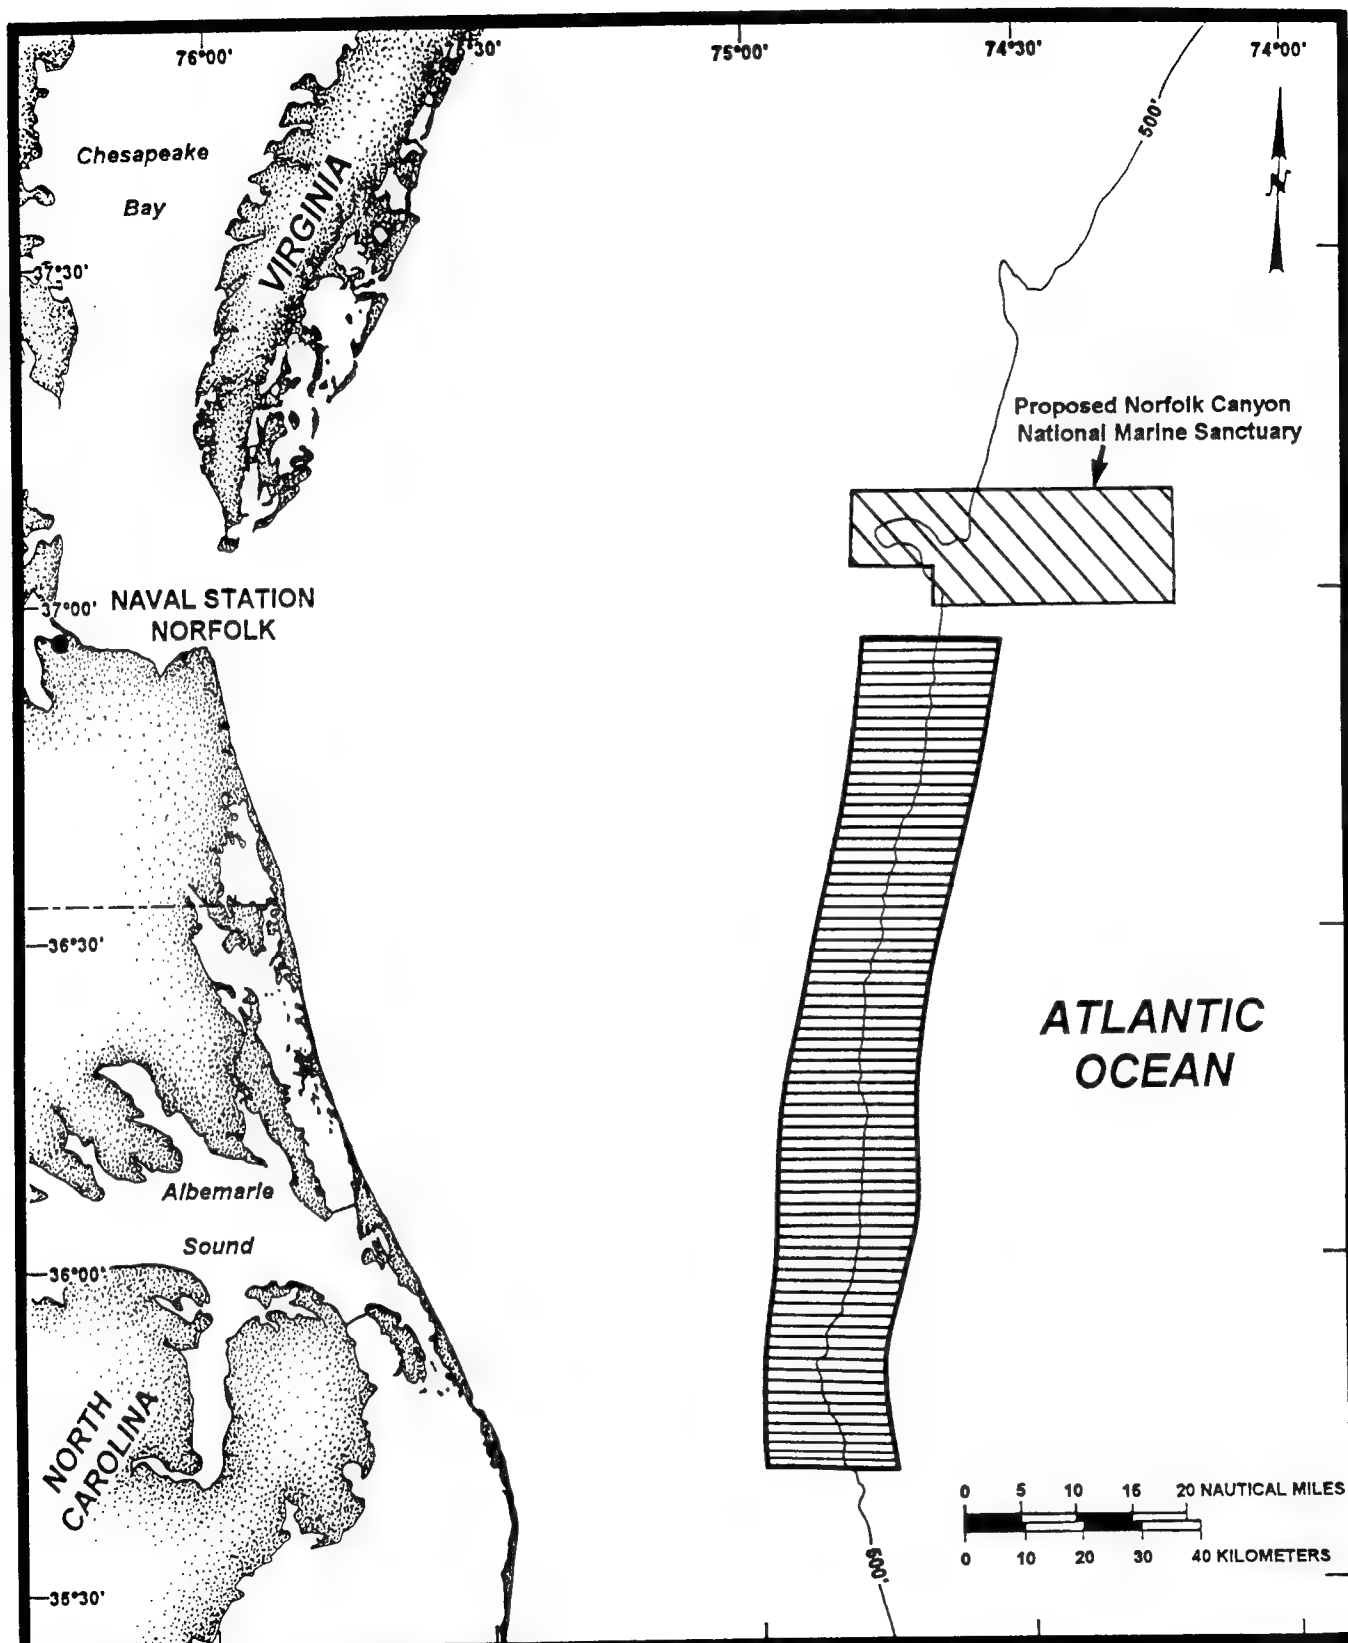 76°00' 75°30' 75°00' 74°30' 74°00'
500'
Chesapeake
Bay
VIRGINIA
N
37°30'
Proposed Norfolk Canyon
National Marine Sanctuary
37°00'
NAVAL STATION
NORFOLK
36°30'
ATLANTIC
OCEAN
Albemarle
Sound
36°00'
NORTH
CAROLINA
0 5 10 15 20 NAUTICAL MILES
0 10 20 30 40 KILOMETERS
500'
35°30'